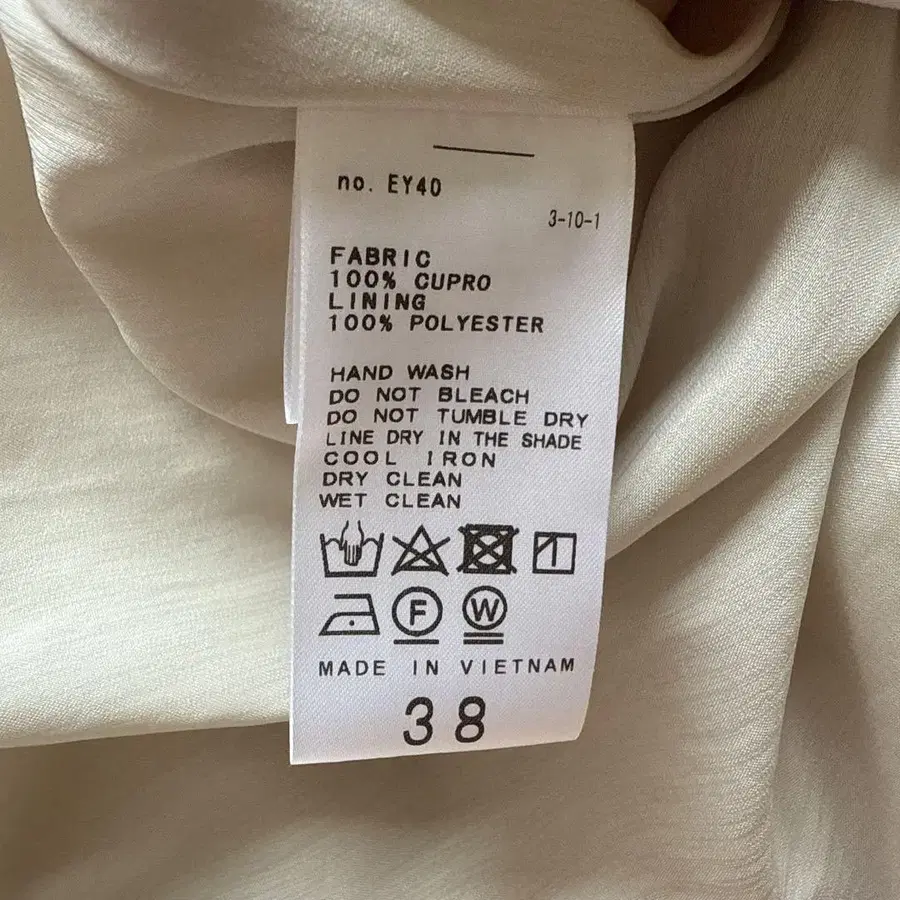 no. EY40
3-10-1
FABRIC
100% CUPRO
LINING
100% POLYESTER
HAND WASH
DO NOT BLEACH
DO NOT TUMBLE DRY
LINE DRY IN THE SHADE
COOL IRON
DRY CLEAN
WET CLEAN
F W
MADE IN VIETNAM
38